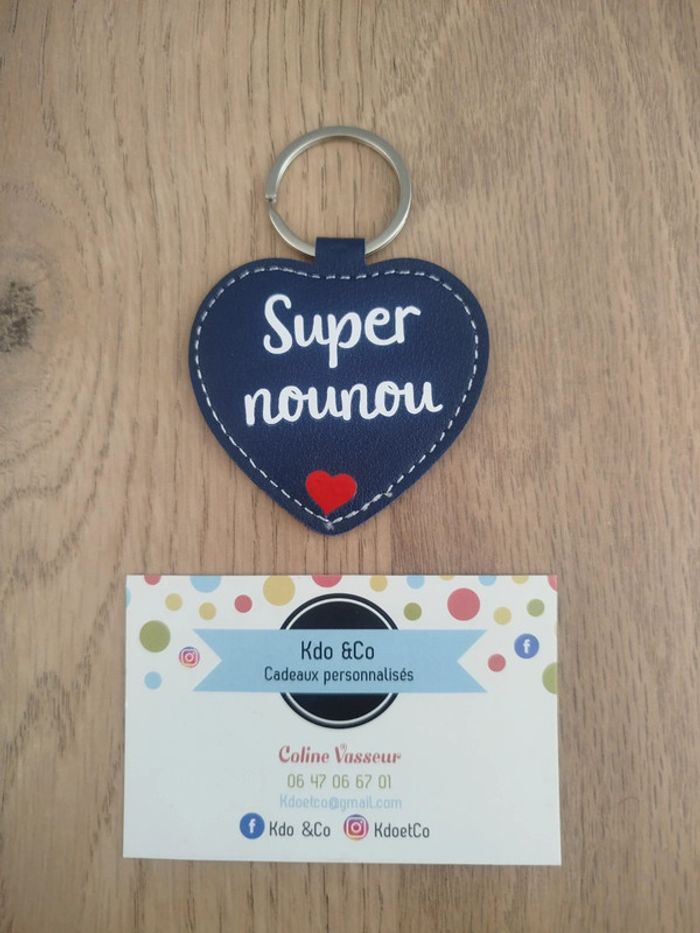 Super
nounou
Kdo &Co
Cadeaux personnalisés
Coline Vasseur
06 47 06 67 01
Kdoetco@gmail.com
Kdo &Co KdoetCo